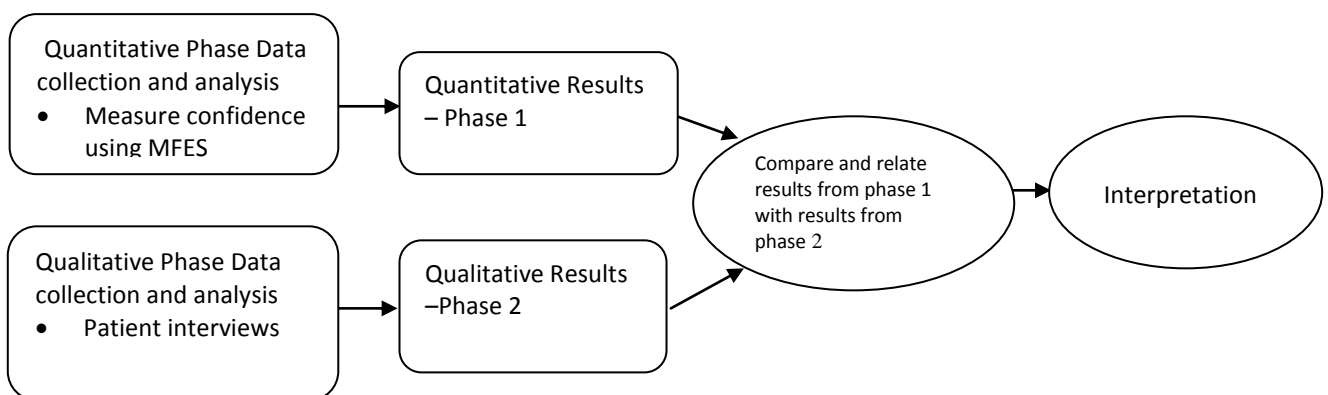 Quantitative Phase Data
collection and analysis
• Measure confidence
using MFES
Quantitative Results
– Phase 1
Compare and relate
results from phase 1
with results from
phase 2
Interpretation
Qualitative Phase Data
collection and analysis
• Patient interviews
Qualitative Results
–Phase 2